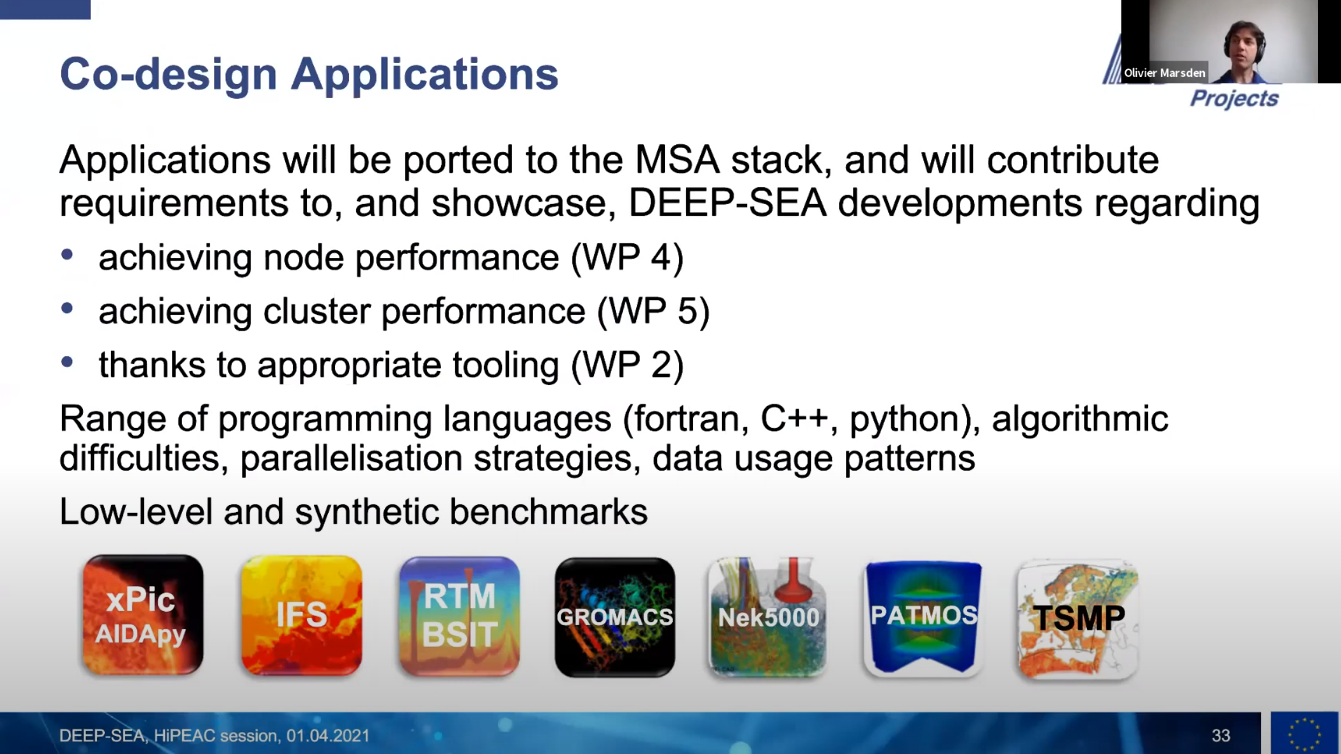 Co-design Applications
Olivier Marsden
Projects
Applications will be ported to the MSA stack, and will contribute
requirements to, and showcase, DEEP-SEA developments regarding
• achieving node performance (WP 4)
• achieving cluster performance (WP 5)
• thanks to appropriate tooling (WP 2)
Range of programming languages (fortran, C++, python), algorithmic
difficulties, parallelisation strategies, data usage patterns
Low-level and synthetic benchmarks
xPic
AIDApy
IFS
RTM
BSIT
GROMACS
Nek5000
PATMOS
TSMP
DEEP-SEA, HiPEAC session, 01.04.2021
33